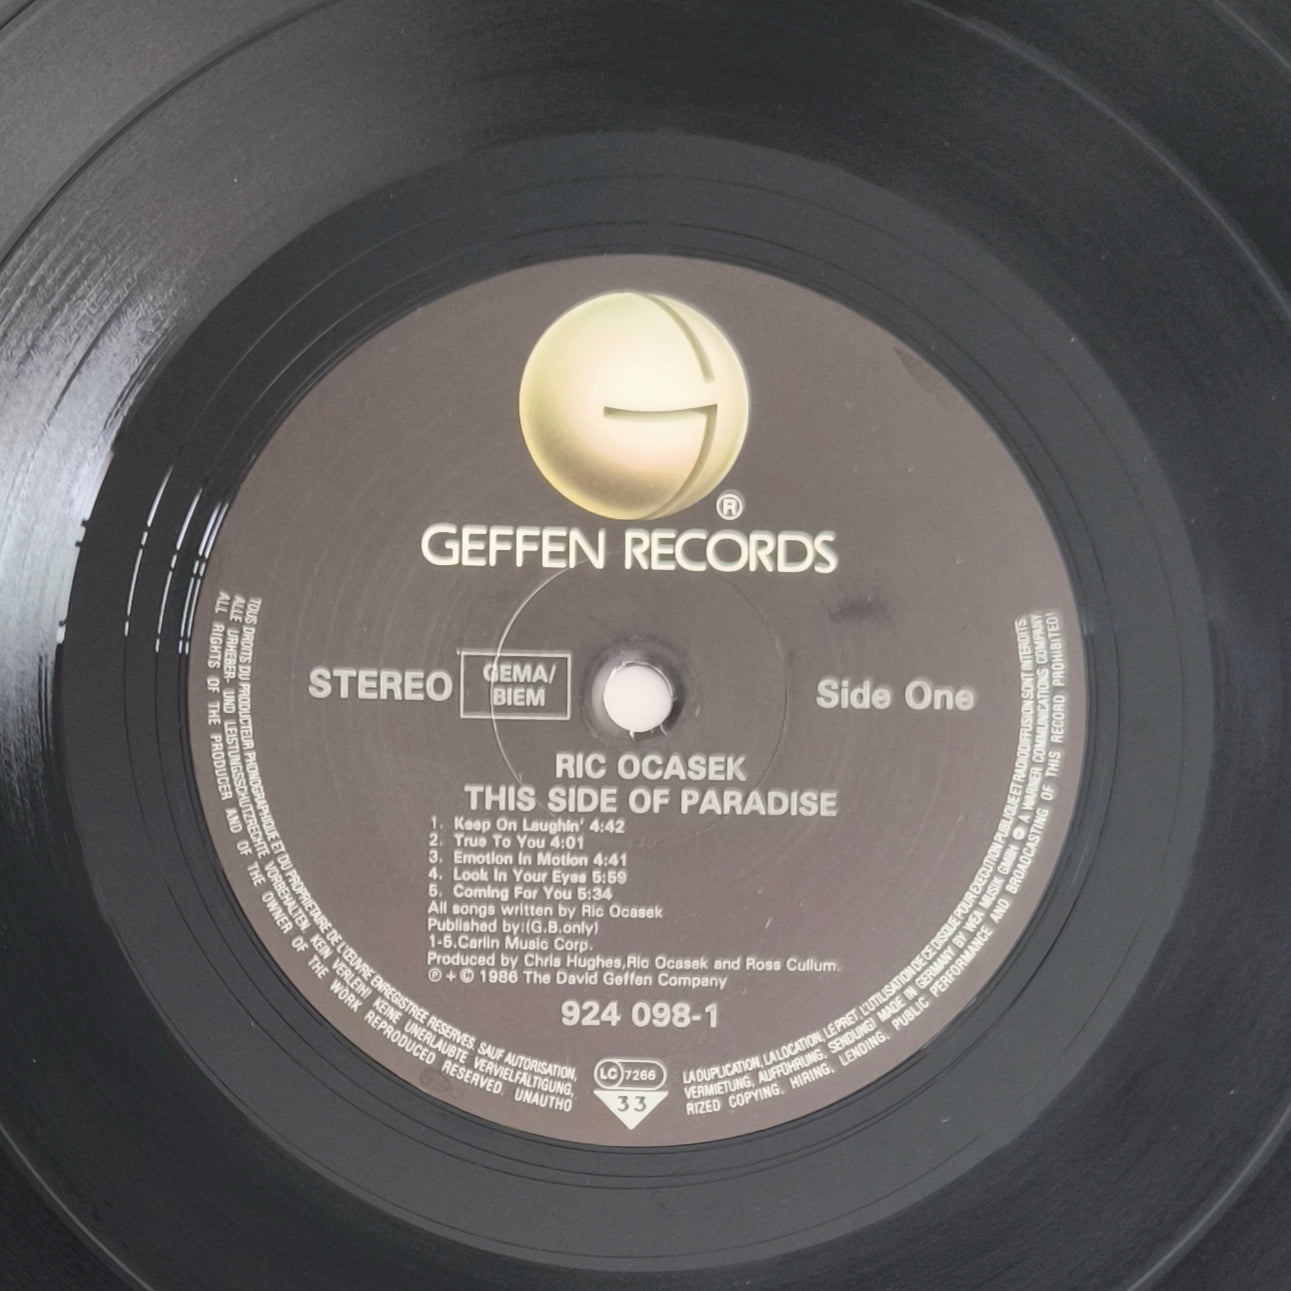 ®
GEFFEN RECORDS
STEREO
GEMA/
BIEM
Side One
RIC OCASEK
THIS SIDE OF PARADISE
1. Keep On Laughin' 4:42
2. True To You 4:01
3. Emotion In Motion 4:41
4. Look In Your Eyes 5:59
5. Coming For You 5:34
All songs written by Ric Ocasek
Published by:(G.B.only)
1-5.Carlin Music Corp.
Produced by Chris Hughes,Ric Ocasek and Ross Cullum.
℗ + © 1986 The David Geffen Company
924 098-1
LC 7266
33
TOUS DROITS DU PRODUCTEUR PHONOGRAPHIQUE ET DU PROPRIETAIRE DE L'ŒUVRE ENREGISTREE RESERVES. SAUF AUTORISATION, LA DUPLICATION, LA LOCATION, LE PRET, L'UTILISATION DE CE DISQUE POUR EXECUTION PUBLIQUE ET RADIODIFFUSION SONT INTERDITS.
ALLE URHEBER- UND LEISTUNGSSCHUTZRECHTE VORBEHALTEN. KEIN VERLEIH! KEINE UNERLAUBTE VERVIELFÄLTIGUNG, VERMIETUNG, AUFFÜHRUNG, SENDUNG! MADE IN GERMANY BY WEA MUSIK GMBH A WARNER COMMUNICATIONS COMPANY
ALL RIGHTS OF THE PRODUCER AND OF THE OWNER OF THE WORK REPRODUCED RESERVED. UNAUTHORIZED COPYING, HIRING, LENDING, PUBLIC PERFORMANCE AND BROADCASTING OF THIS RECORD PROHIBITED!